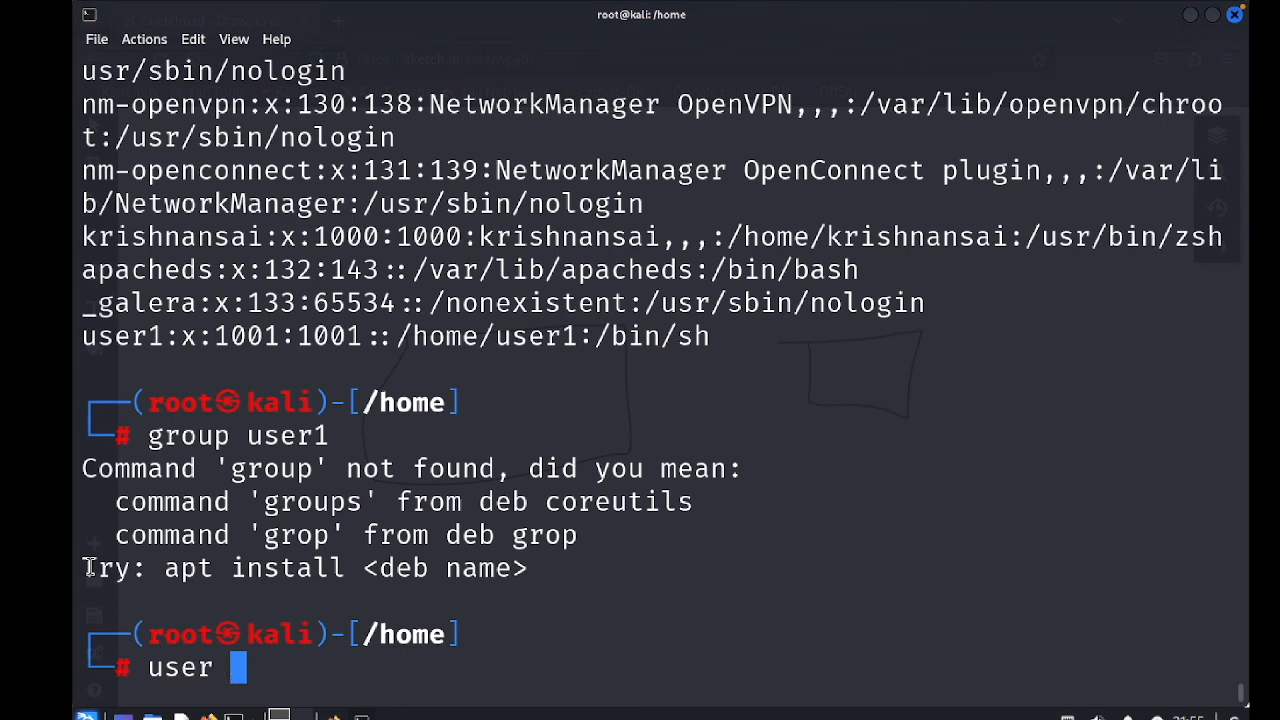 root@kali: /home
File Actions Edit View Help
usr/sbin/nologin
nm-openvpn:x:130:138:NetworkManager OpenVPN,,,:/var/lib/openvpn/chroo
t:/usr/sbin/nologin
nm-openconnect:x:131:139:NetworkManager OpenConnect plugin,,,:/var/li
b/NetworkManager:/usr/sbin/nologin
krishnansai:x:1000:1000:krishnansai,,,:/home/krishnansai:/usr/bin/zsh
apacheds:x:132:143::/var/lib/apacheds:/bin/bash
_galera:x:133:65534::/nonexistent:/usr/sbin/nologin
user1:x:1001:1001::/home/user1:/bin/sh
┌──(root㉿kali)-[/home]
└─# group user1
Command 'group' not found, did you mean:
command 'groups' from deb coreutils
command 'grop' from deb grop
Try: apt install <deb name>
┌──(root㉿kali)-[/home]
└─# user